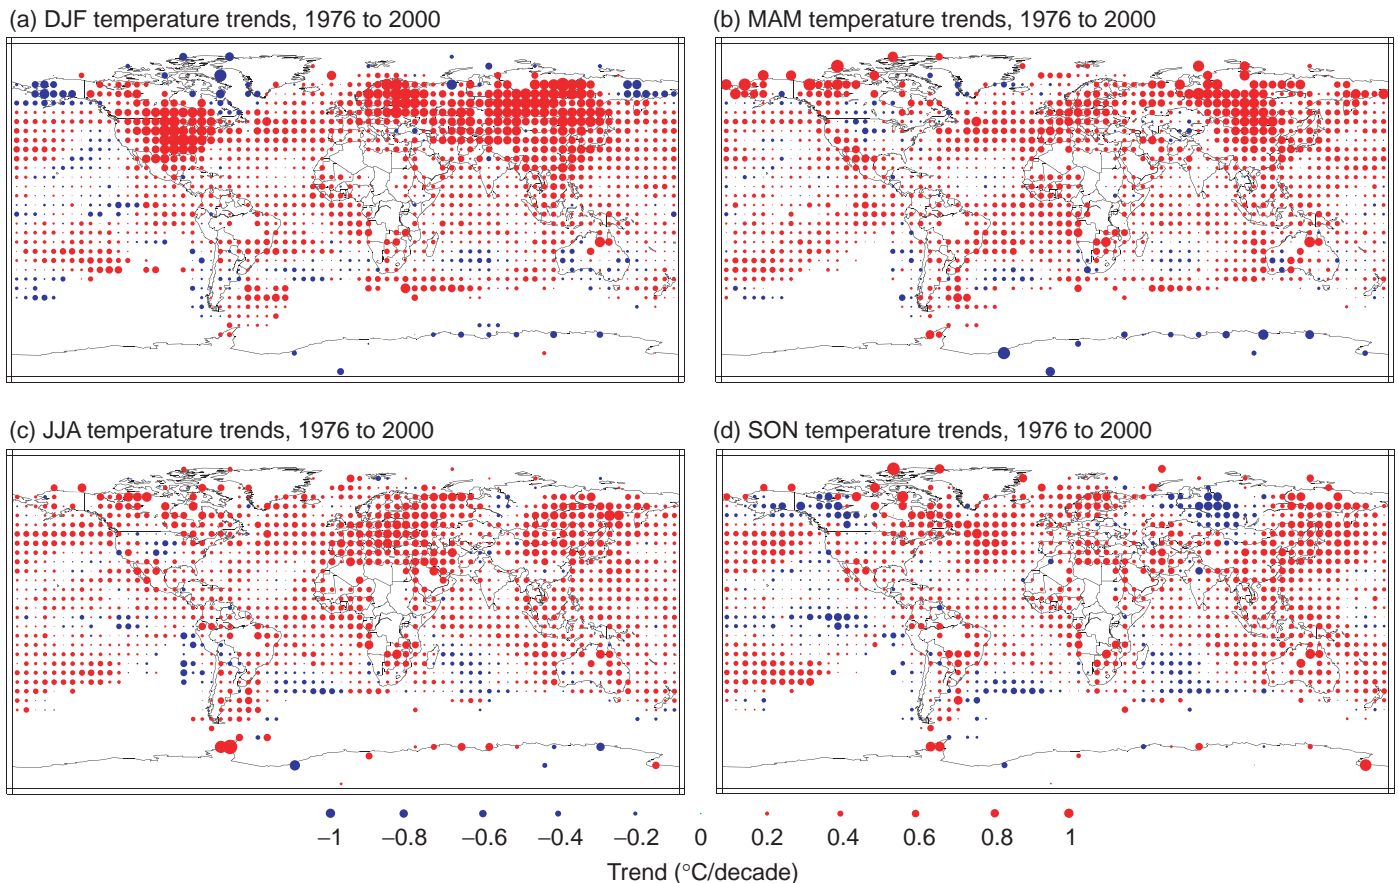 (a) DJF temperature trends, 1976 to 2000
(b) MAM temperature trends, 1976 to 2000
(c) JJA temperature trends, 1976 to 2000
(d) SON temperature trends, 1976 to 2000
–1 –0.8 –0.6 –0.4 –0.2 0 0.2 0.4 0.6 0.8 1
Trend (°C/decade)